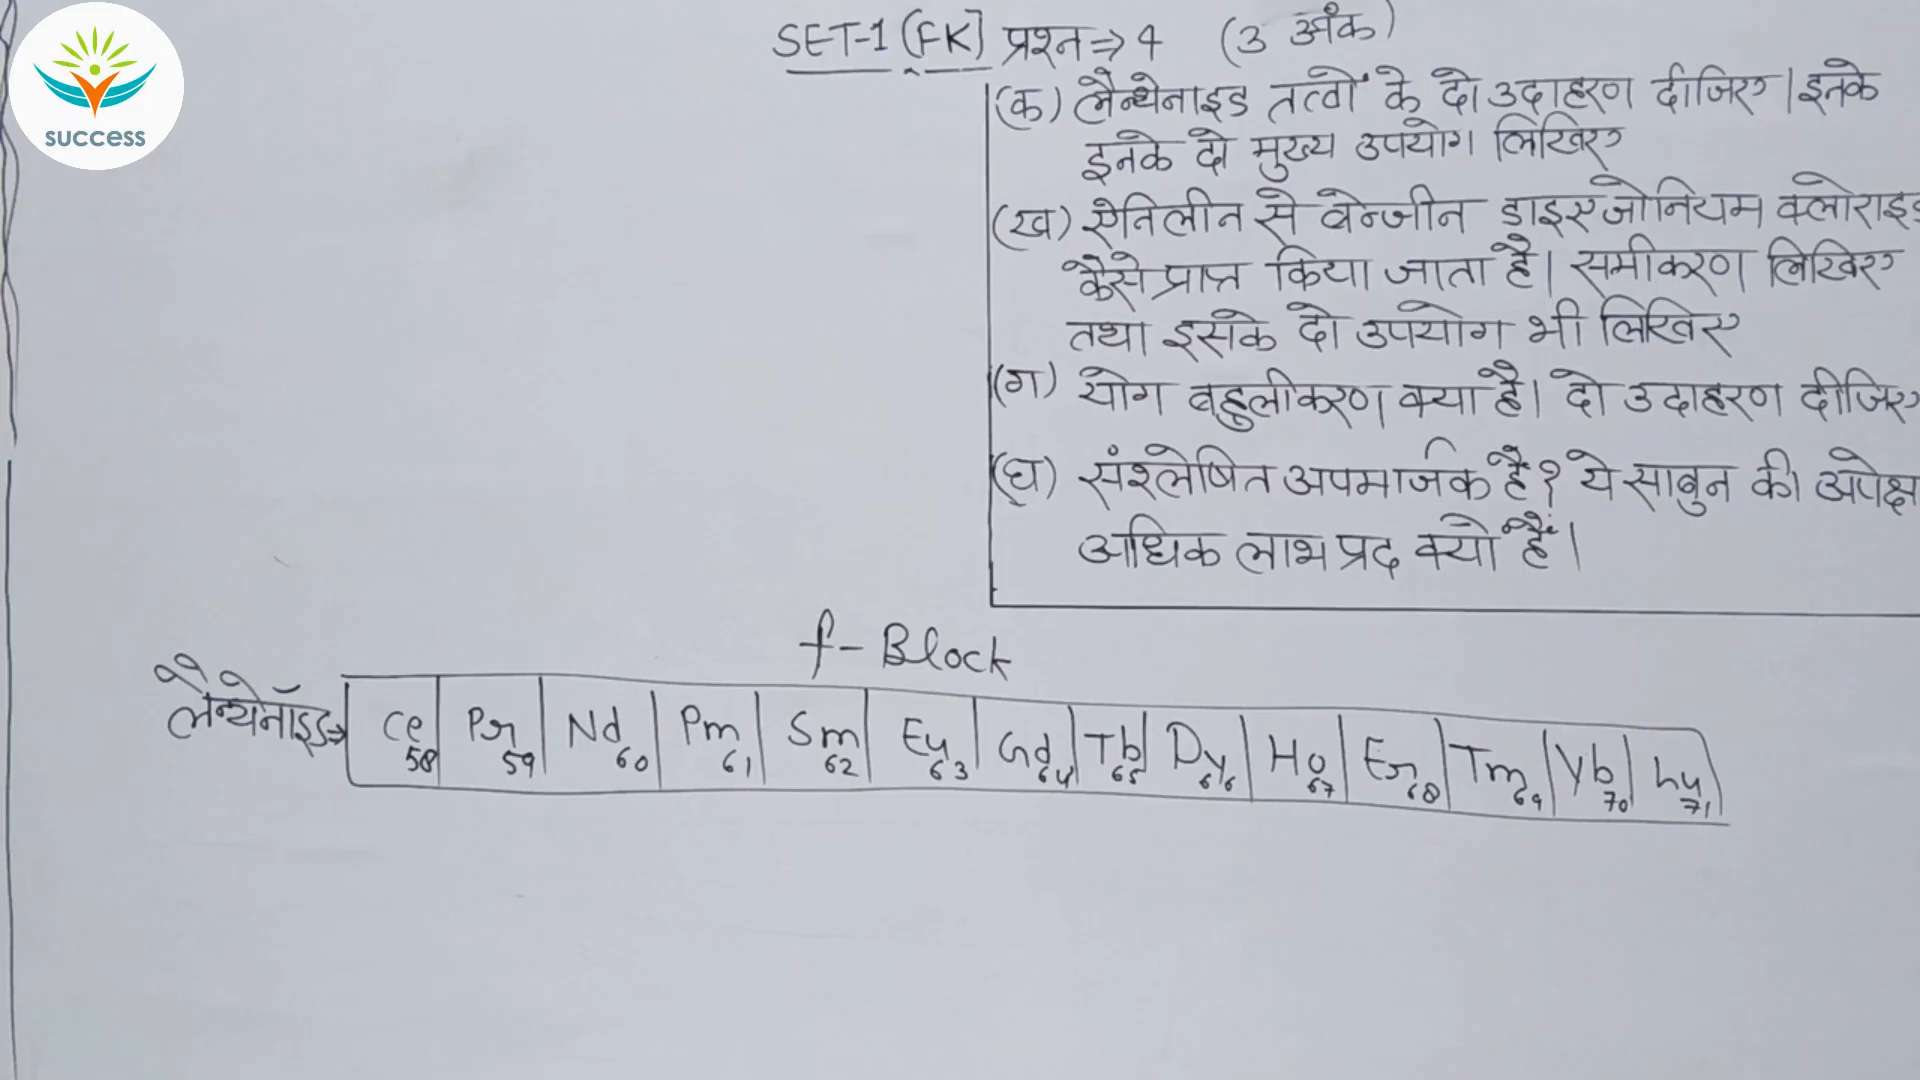 success
SET-1 (FK) प्रश्न⇒4 (3 अंक)
(क) लैन्थेनाइड तत्वों के दो उदाहरण दीजिए। इनके
इनके दो मुख्य उपयोग लिखिए
(ख) ऐनिलीन से बेन्जीन डाइएजोनियम क्लोराइड
कैसे प्राप्त किया जाता है। समीकरण लिखिए
तथा इसके दो उपयोग भी लिखिए
(ग) योग बहुलीकरण क्या है। दो उदाहरण दीजिए
(घ) संश्लेषित अपमार्जक है? ये साबुन की अपेक्षा
अधिक लाभप्रद क्यों हैं।
f-Block
लैन्थेनॉइड⇒ Ce 58 Pr 59 Nd 60 Pm 61 Sm 62 Eu 63 Gd 64 Tb 65 Dy 66 Ho 67 Er 68 Tm 69 Yb 70 Lu 71